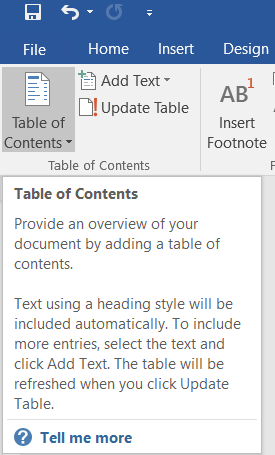 File Home Insert Design
Table of Contents
Add Text
Update Table
AB1
Insert Footnote
Table of Contents
Table of Contents
Provide an overview of your
document by adding a table of
contents.
Text using a heading style will be
included automatically. To include
more entries, select the text and
click Add Text. The table will be
refreshed when you click Update
Table.
? Tell me more